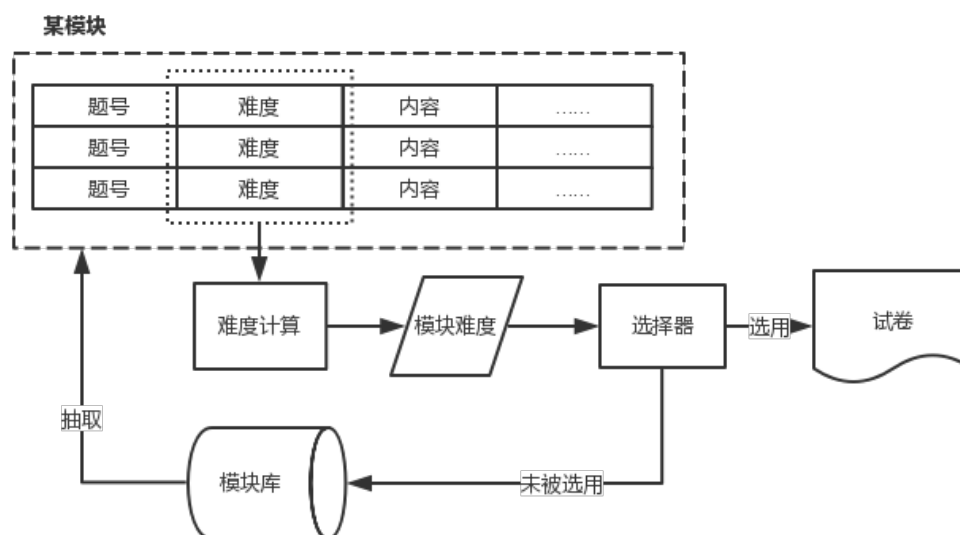 某模块
题号 难度 内容 ……
题号 难度 内容 ……
题号 难度 内容 ……
难度计算
模块难度
选择器
选用
试卷
抽取
模块库
未被选用